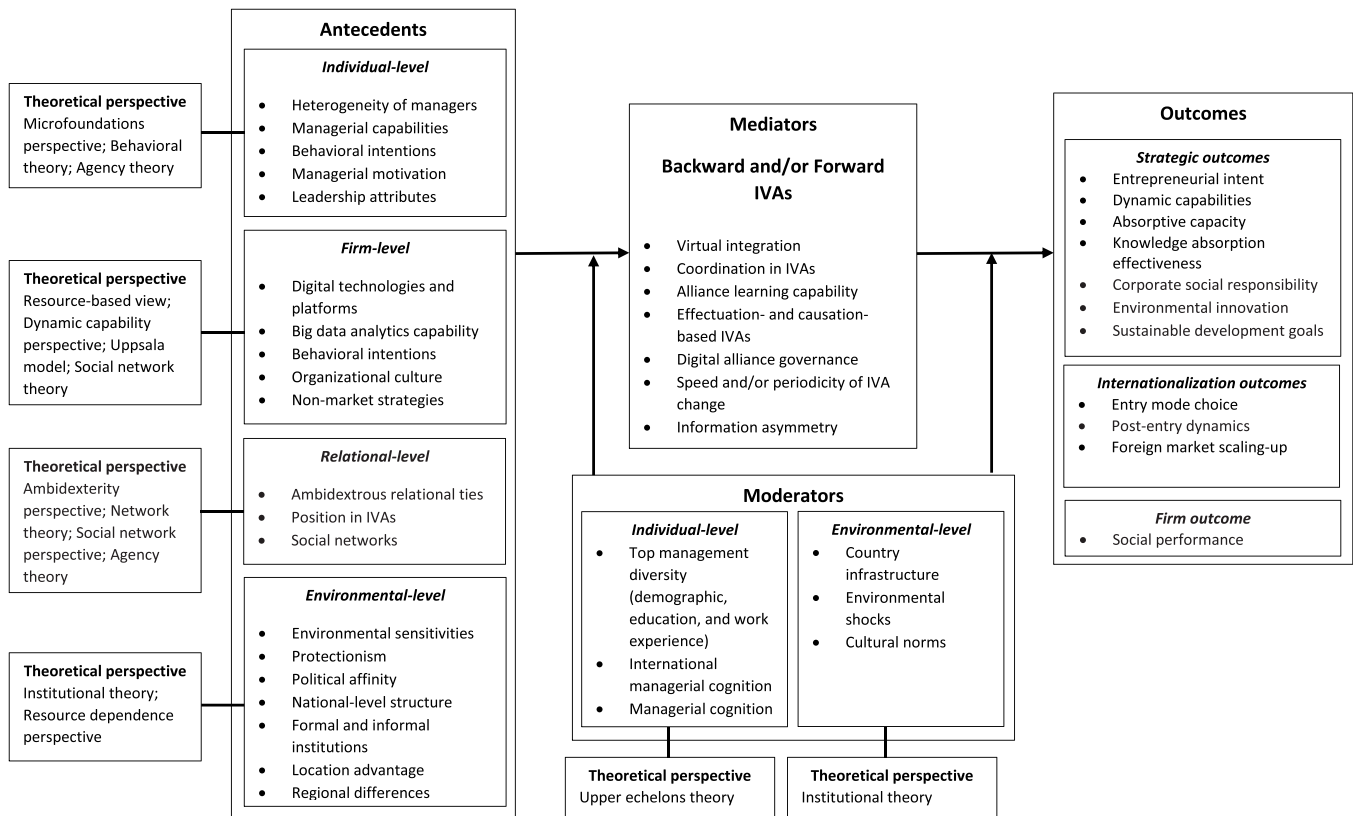 Antecedents
Theoretical perspective
Microfoundations
perspective; Behavioral
theory; Agency theory
Individual-level
● Heterogeneity of managers
● Managerial capabilities
● Behavioral intentions
● Managerial motivation
● Leadership attributes
Theoretical perspective
Resource-based view;
Dynamic capability
perspective; Uppsala
model; Social network
theory
Firm-level
● Digital technologies and
platforms
● Big data analytics capability
● Behavioral intentions
● Organizational culture
● Non-market strategies
Theoretical perspective
Ambidexterity
perspective; Network
theory; Social network
perspective; Agency
theory
Relational-level
● Ambidextrous relational ties
● Position in IVAs
● Social networks
Theoretical perspective
Institutional theory;
Resource dependence
perspective
Environmental-level
● Environmental sensitivities
● Protectionism
● Political affinity
● National-level structure
● Formal and informal
institutions
● Location advantage
● Regional differences
Mediators
Backward and/or Forward
IVAs
● Virtual integration
● Coordination in IVAs
● Alliance learning capability
● Effectuation- and causation-
based IVAs
● Digital alliance governance
● Speed and/or periodicity of IVA
change
● Information asymmetry
Moderators
Individual-level
● Top management
diversity
(demographic,
education, and work
experience)
● International
managerial cognition
● Managerial cognition
Environmental-level
● Country
infrastructure
● Environmental
shocks
● Cultural norms
Theoretical perspective
Upper echelons theory
Theoretical perspective
Institutional theory
Outcomes
Strategic outcomes
● Entrepreneurial intent
● Dynamic capabilities
● Absorptive capacity
● Knowledge absorption
effectiveness
● Corporate social responsibility
● Environmental innovation
● Sustainable development goals
Internationalization outcomes
● Entry mode choice
● Post-entry dynamics
● Foreign market scaling-up
Firm outcome
● Social performance